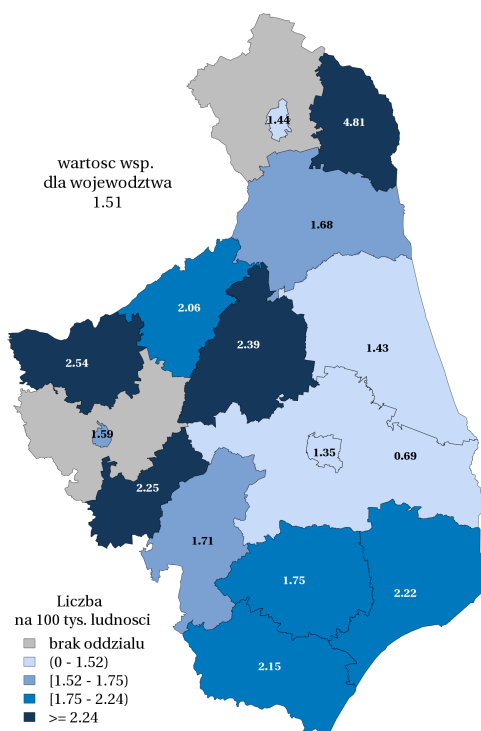 1.44
4.81
wartosc wsp.
dla wojewodztwa
1.51
1.68
2.06
2.39
1.43
2.54
1.59
1.35
0.69
2.25
1.71
1.75
2.22
2.15
Liczba
na 100 tys. ludnosci
brak oddzialu
(0 - 1.52)
[1.52 - 1.75)
[1.75 - 2.24)
>= 2.24